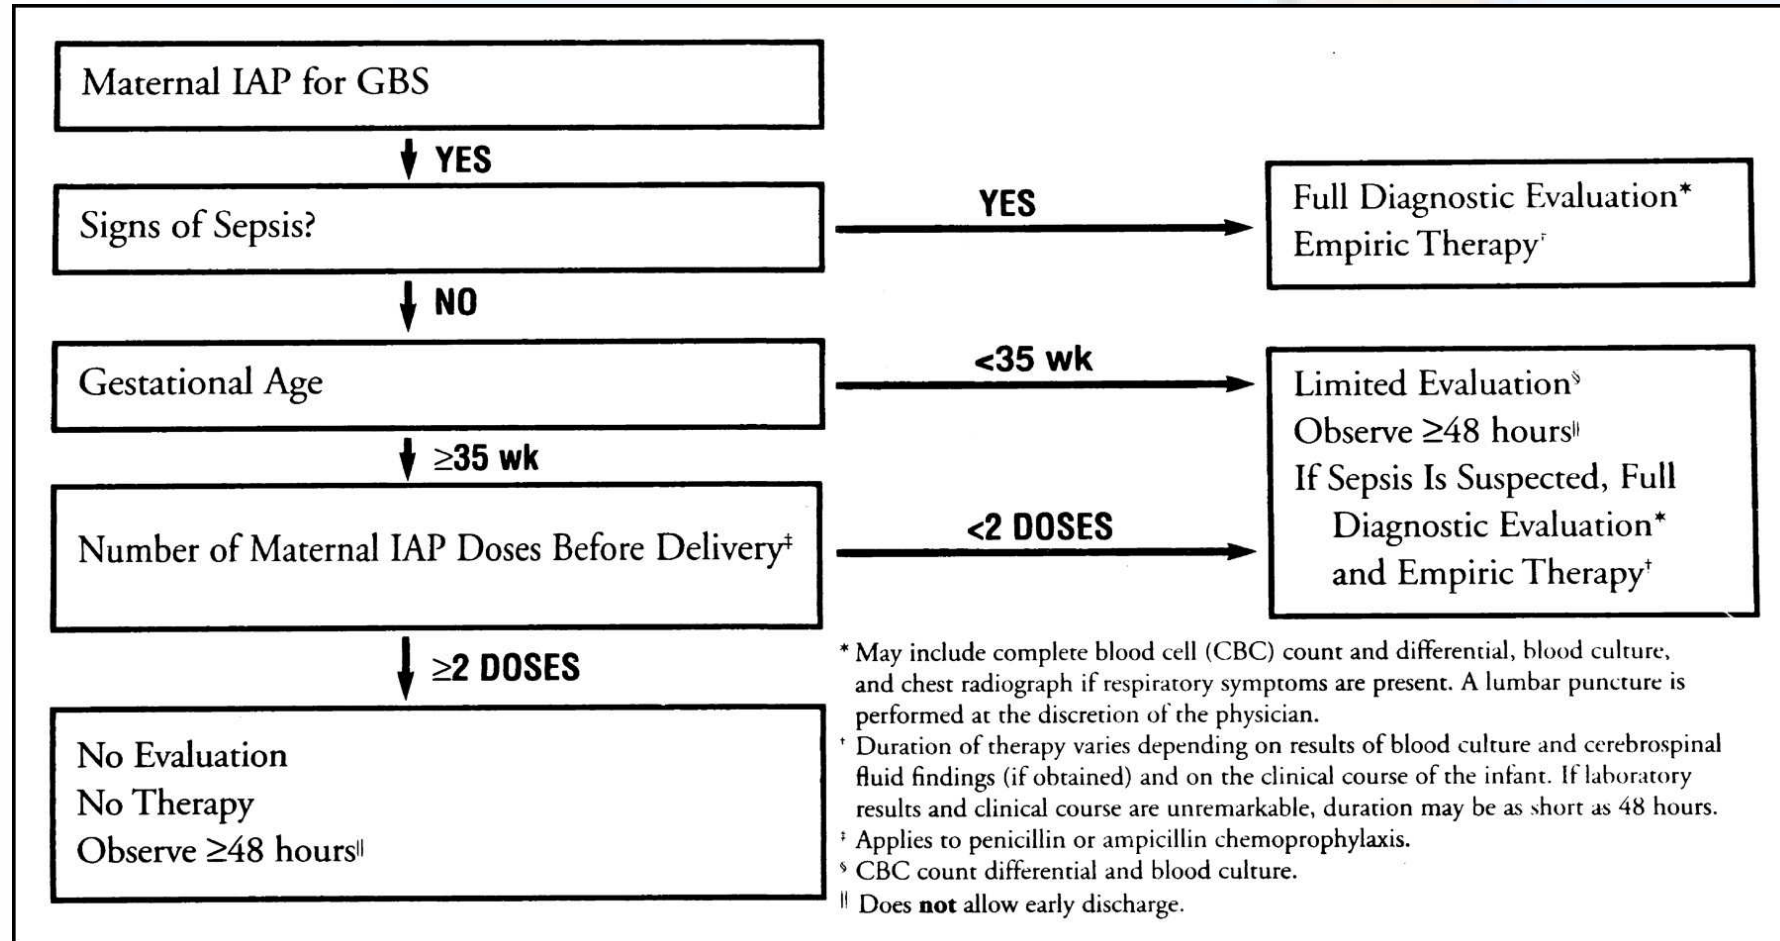 Maternal IAP for GBS
YES
Signs of Sepsis?
YES
Full Diagnostic Evaluation*
Empiric Therapy†
NO
Gestational Age
<35 wk
Limited Evaluation§
Observe ≥48 hours||
If Sepsis Is Suspected, Full
Diagnostic Evaluation*
and Empiric Therapy†
≥35 wk
Number of Maternal IAP Doses Before Delivery‡
<2 DOSES
≥2 DOSES
No Evaluation
No Therapy
Observe ≥48 hours||
* May include complete blood cell (CBC) count and differential, blood culture,
and chest radiograph if respiratory symptoms are present. A lumbar puncture is
performed at the discretion of the physician.
† Duration of therapy varies depending on results of blood culture and cerebrospinal
fluid findings (if obtained) and on the clinical course of the infant. If laboratory
results and clinical course are unremarkable, duration may be as short as 48 hours.
‡ Applies to penicillin or ampicillin chemoprophylaxis.
§ CBC count differential and blood culture.
|| Does not allow early discharge.